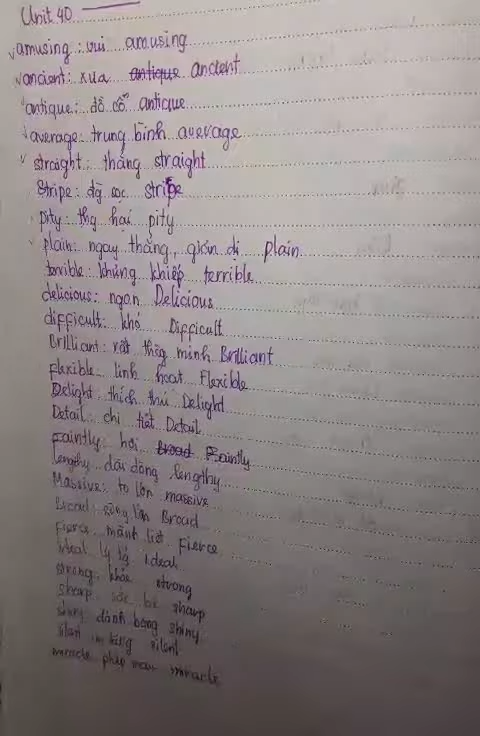 Unit 40
amusing : vui amusing
ancient : xưa antique ancient
antique : đồ cổ antique
average : trung bình average
straight : thẳng straight
Stripe : đg sọc stripe
pity : thg hại pity
plain : ngay thẳng, giản dị plain
terrible : khủng khiếp terrible
delicious : ngon Delicious
difficult : khó Difficult
Brilliant : rất thg minh Brilliant
Flexible linh hoạt Flexible
Delight : thích thú Delight
Detail : chi tiết Detail
Faintly : hơi Broad Faintly
lengthy dài dòng lengthy
Massive : to lớn massive
Broad : rộng lớn Broad
Fierce mãnh liệt Fierce
Ideal lý tg ideal
strong khỏe strong
sharp sắc bé sharp
shiny đánh bóng shiny
silent im lặng silent
miracle phép màu miracle